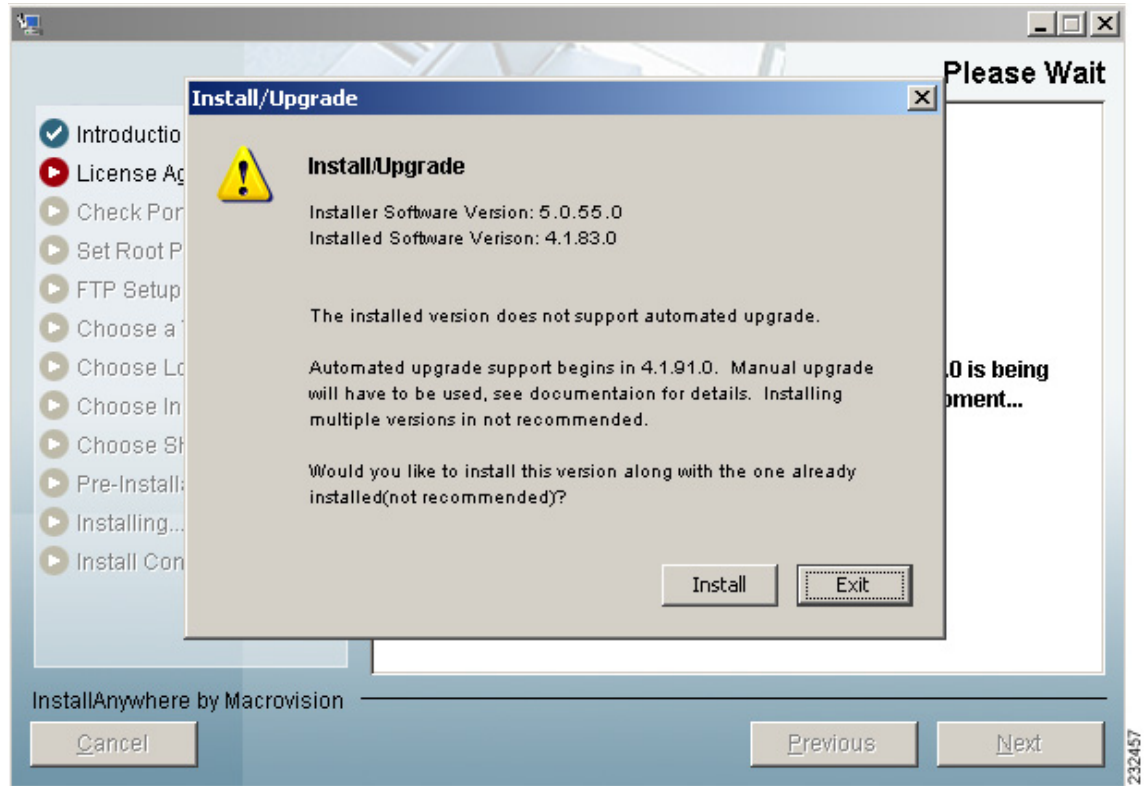 Please Wait
Introductio
License Ag
Check Por
Set Root P
FTP Setup
Choose a
Choose Lo
Choose In
Choose Sh
Pre-Install
Installing...
Install Con
Install/Upgrade
Install/Upgrade
Installer Software Version: 5.0.55.0
Installed Software Verison: 4.1.83.0
The installed version does not support automated upgrade.
Automated upgrade support begins in 4.1.91.0. Manual upgrade
will have to be used, see documentaion for details. Installing
multiple versions in not recommended.
Would you like to install this version along with the one already
installed(not recommended)?
Install
Exit
.0 is being
pment...
InstallAnywhere by Macrovision
Cancel
Previous
Next
232457